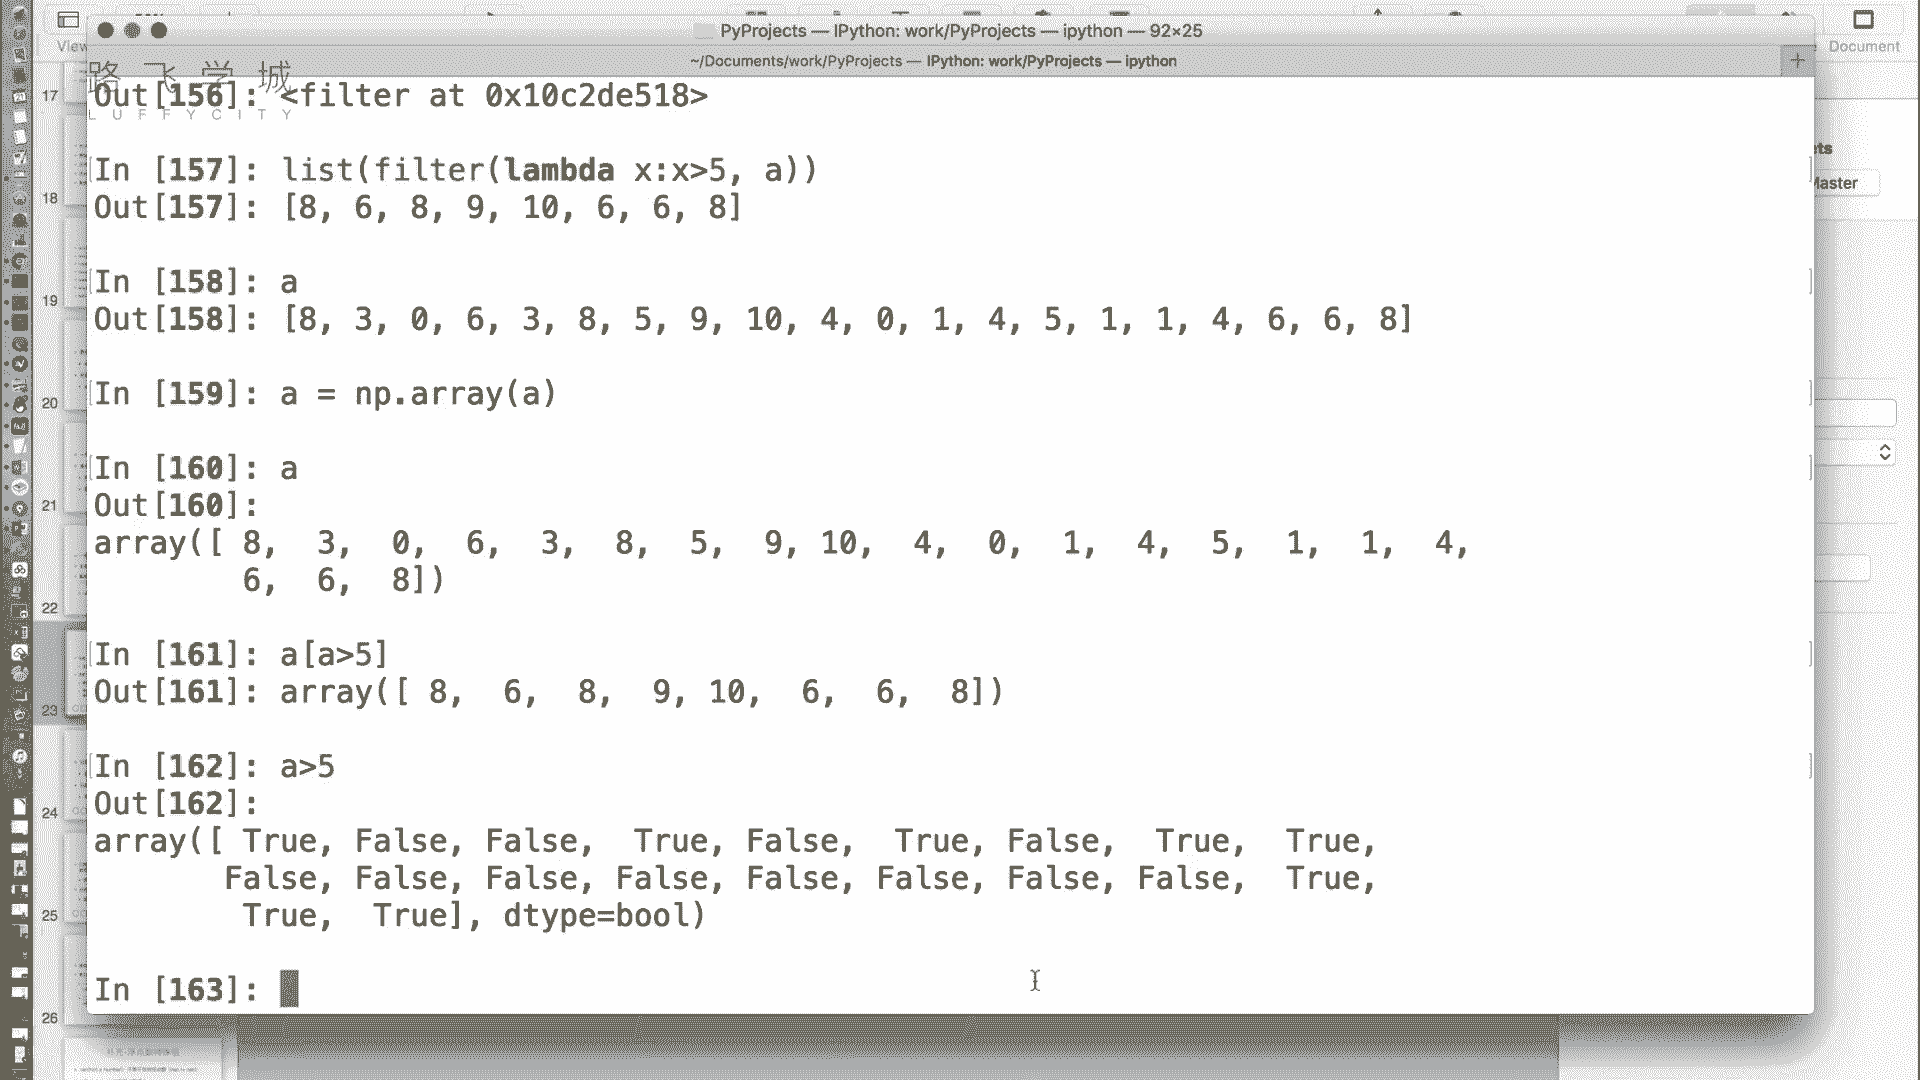 PyProjects — IPython: work/PyProjects — ipython — 92×25
View
Document
~/Documents/work/PyProjects — IPython: work/PyProjects — ipython
路飞学城
LUFFYCITY
Out[156]: <filter at 0x10c2de518>
In [157]: list(filter(lambda x:x>5, a))
Out[157]: [8, 6, 8, 9, 10, 6, 6, 8]
In [158]: a
Out[158]: [8, 3, 0, 6, 3, 8, 5, 9, 10, 4, 0, 1, 4, 5, 1, 1, 4, 6, 6, 8]
In [159]: a = np.array(a)
In [160]: a
Out[160]:
array([ 8, 3, 0, 6, 3, 8, 5, 9, 10, 4, 0, 1, 4, 5, 1, 1, 4,
6, 6, 8])
In [161]: a[a>5]
Out[161]: array([ 8, 6, 8, 9, 10, 6, 6, 8])
In [162]: a>5
Out[162]:
array([ True, False, False, True, False, True, False, True, True,
False, False, False, False, False, False, False, False, True,
True, True], dtype=bool)
In [163]:
17
18
19
20
21
22
23
24
25
26
ts
Master